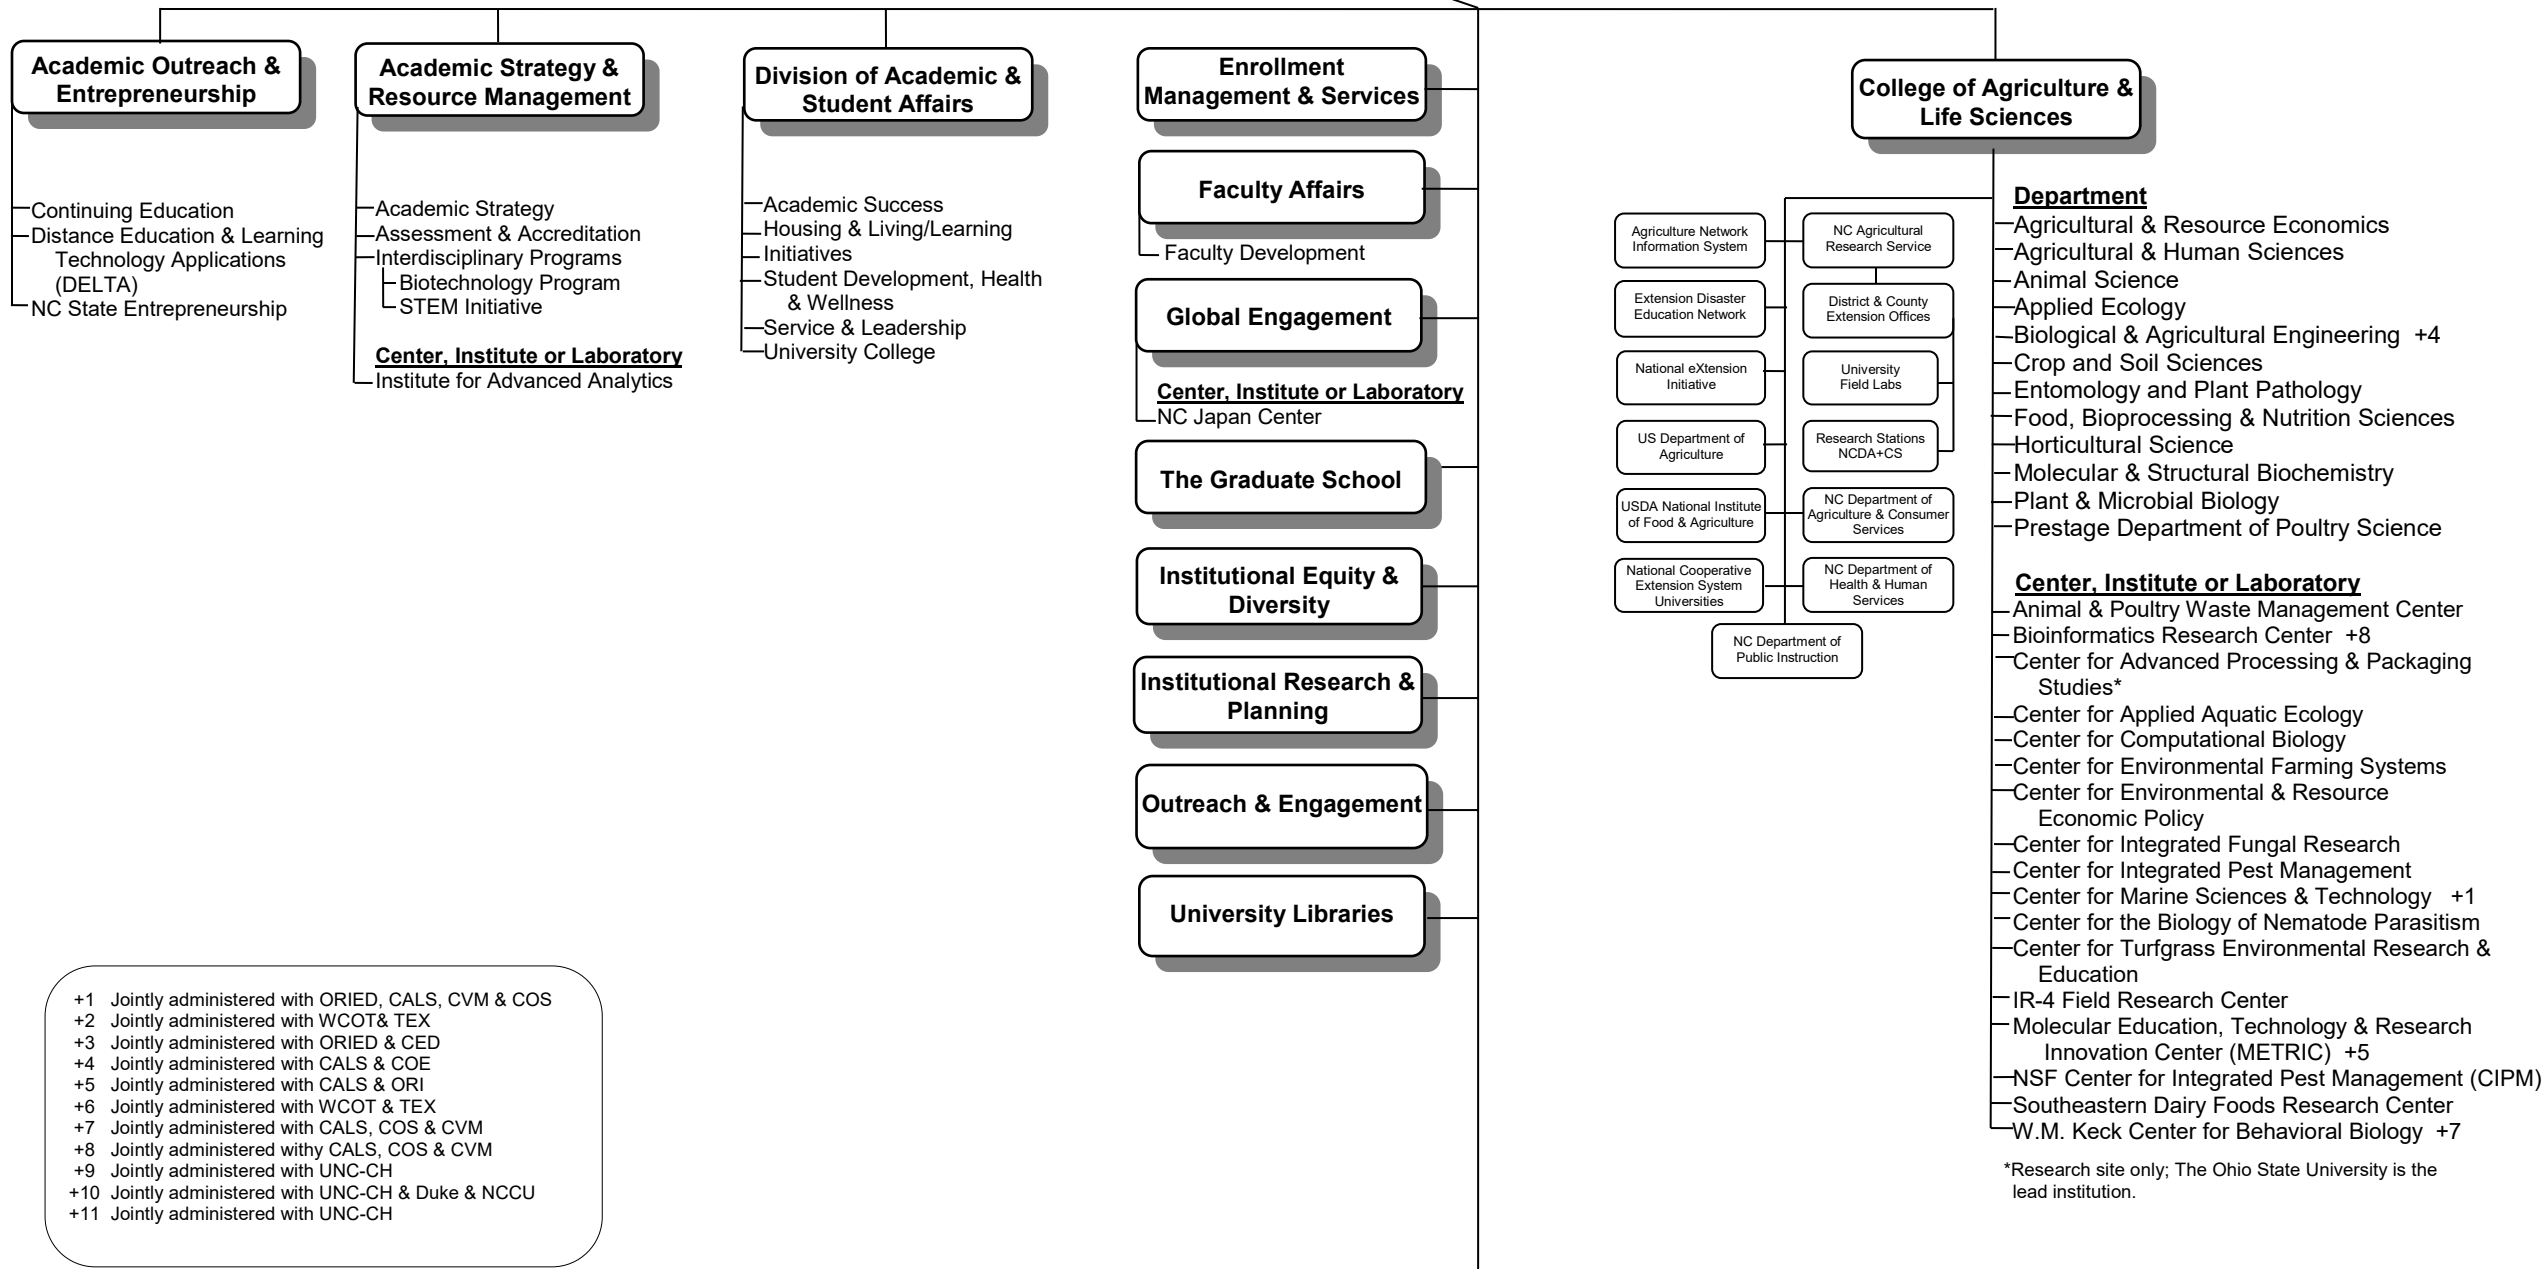 Academic Outreach &
Entrepreneurship
Continuing Education
Distance Education & Learning
Technology Applications
(DELTA)
NC State Entrepreneurship
Academic Strategy &
Resource Management
Academic Strategy
Assessment & Accreditation
Interdisciplinary Programs
Biotechnology Program
STEM Initiative
Center, Institute or Laboratory
Institute for Advanced Analytics
Division of Academic &
Student Affairs
Academic Success
Housing & Living/Learning
Initiatives
Student Development, Health
& Wellness
Service & Leadership
University College
Enrollment
Management & Services
Faculty Affairs
Faculty Development
Global Engagement
Center, Institute or Laboratory
NC Japan Center
The Graduate School
Institutional Equity &
Diversity
Institutional Research &
Planning
Outreach & Engagement
University Libraries
College of Agriculture &
Life Sciences
Agriculture Network
Information System
NC Agricultural
Research Service
Extension Disaster
Education Network
District & County
Extension Offices
National eXtension
Initiative
University
Field Labs
US Department of
Agriculture
Research Stations
NCDA+CS
USDA National Institute
of Food & Agriculture
NC Department of
Agriculture & Consumer
Services
National Cooperative
Extension System
Universities
NC Department of
Health & Human
Services
NC Department of
Public Instruction
Department
Agricultural & Resource Economics
Agricultural & Human Sciences
Animal Science
Applied Ecology
Biological & Agricultural Engineering +4
Crop and Soil Sciences
Entomology and Plant Pathology
Food, Bioprocessing & Nutrition Sciences
Horticultural Science
Molecular & Structural Biochemistry
Plant & Microbial Biology
Prestage Department of Poultry Science
Center, Institute or Laboratory
Animal & Poultry Waste Management Center
Bioinformatics Research Center +8
Center for Advanced Processing & Packaging
Studies*
Center for Applied Aquatic Ecology
Center for Computational Biology
Center for Environmental Farming Systems
Center for Environmental & Resource
Economic Policy
Center for Integrated Fungal Research
Center for Integrated Pest Management
Center for Marine Sciences & Technology +1
Center for the Biology of Nematode Parasitism
Center for Turfgrass Environmental Research &
Education
IR-4 Field Research Center
Molecular Education, Technology & Research
Innovation Center (METRIC) +5
NSF Center for Integrated Pest Management (CIPM)
Southeastern Dairy Foods Research Center
W.M. Keck Center for Behavioral Biology +7
*Research site only; The Ohio State University is the
lead institution.
+1 Jointly administered with ORIED, CALS, CVM & COS
+2 Jointly administered with WCOT& TEX
+3 Jointly administered with ORIED & CED
+4 Jointly administered with CALS & COE
+5 Jointly administered with CALS & ORI
+6 Jointly administered with WCOT & TEX
+7 Jointly administered with CALS, COS & CVM
+8 Jointly administered withy CALS, COS & CVM
+9 Jointly administered with UNC-CH
+10 Jointly administered with UNC-CH & Duke & NCCU
+11 Jointly administered with UNC-CH